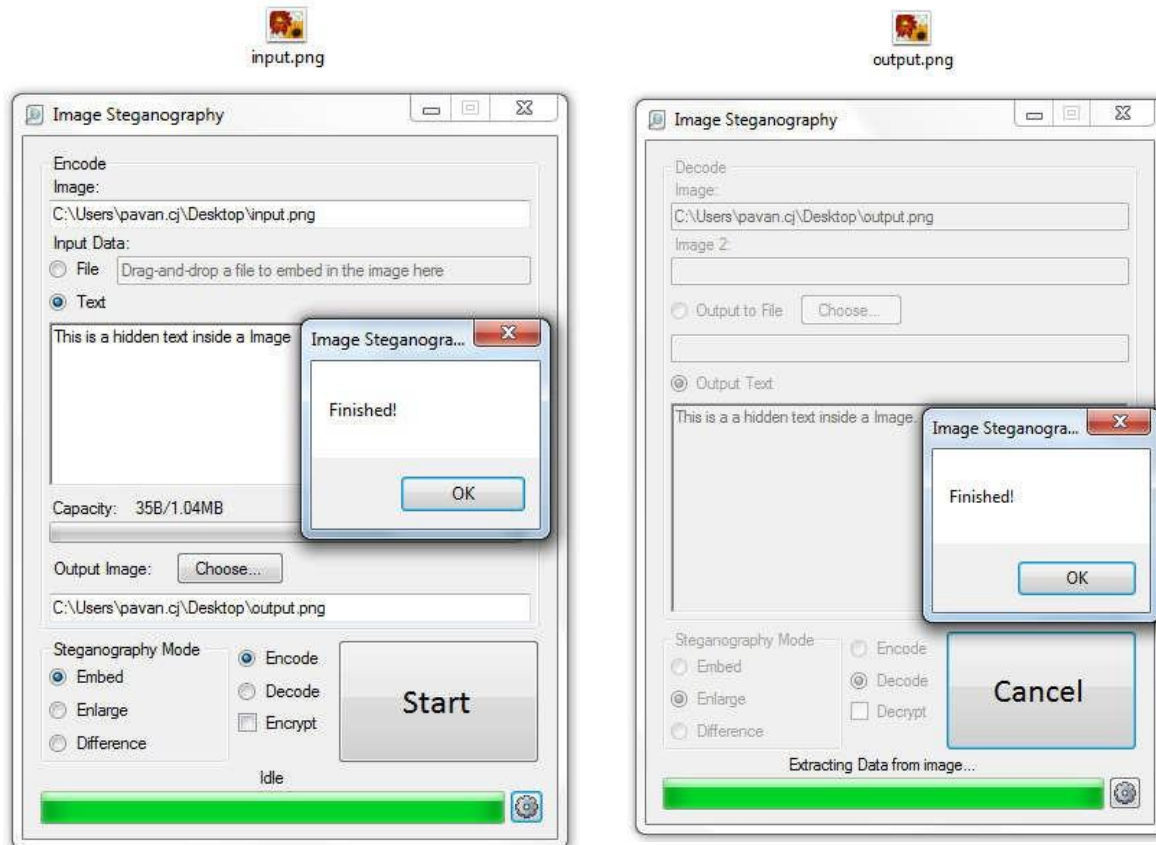 input.png
Image Steganography
Encode
Image:
C:\Users\pavan.cj\Desktop\input.png
Input Data:
File Drag-and-drop a file to embed in the image here
Text
This is a hidden text inside a Image
Image Steganogra...
Finished!
OK
Capacity: 35B/1.04MB
Output Image: Choose...
C:\Users\pavan.cj\Desktop\output.png
Steganography Mode
Embed
Enlarge
Difference
Encode
Decode
Encrypt
Start
Idle
output.png
Image Steganography
Decode
Image:
C:\Users\pavan.cj\Desktop\output.png
Image 2:
Output to File Choose...
Output Text
This is a a hidden text inside a Image.
Image Steganogra...
Finished!
OK
Steganography Mode
Embed
Enlarge
Difference
Encode
Decode
Decrypt
Cancel
Extracting Data from image...